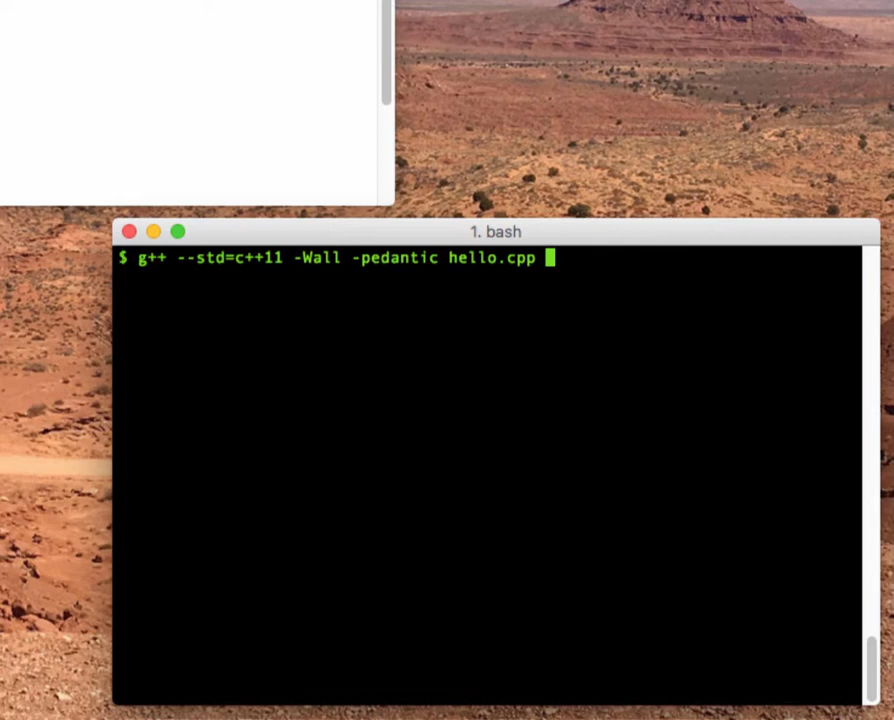 1. bash
$ g++ --std=c++11 -Wall -pedantic hello.cpp